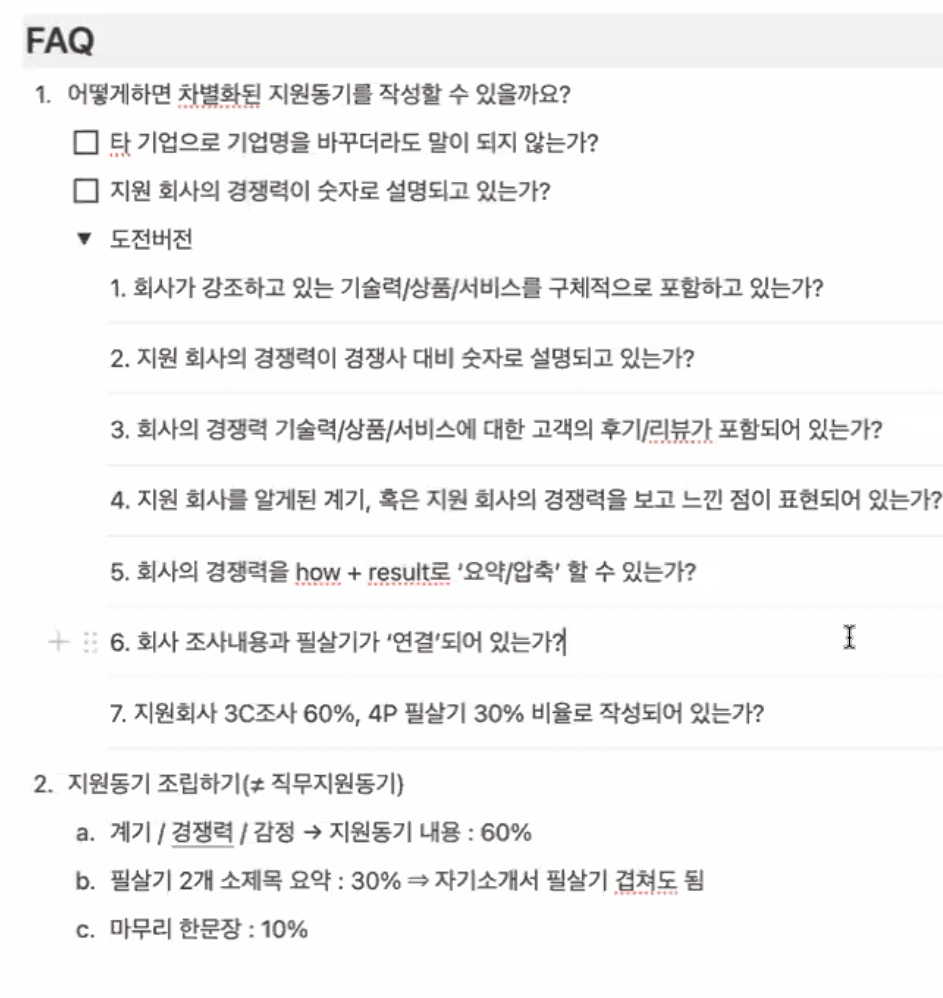 FAQ
1. 어떻게하면 차별화된 지원동기를 작성할 수 있을까요?
타 기업으로 기업명을 바꾸더라도 말이 되지 않는가?
지원 회사의 경쟁력이 숫자로 설명되고 있는가?
▼ 도전버전
1. 회사가 강조하고 있는 기술력/상품/서비스를 구체적으로 포함하고 있는가?
2. 지원 회사의 경쟁력이 경쟁사 대비 숫자로 설명되고 있는가?
3. 회사의 경쟁력 기술력/상품/서비스에 대한 고객의 후기/리뷰가 포함되어 있는가?
4. 지원 회사를 알게된 계기, 혹은 지원 회사의 경쟁력을 보고 느낀 점이 표현되어 있는가?
5. 회사의 경쟁력을 how + result로 ‘요약/압축’ 할 수 있는가?
6. 회사 조사내용과 필살기가 ‘연결’되어 있는가?
7. 지원회사 3C조사 60%, 4P 필살기 30% 비율로 작성되어 있는가?
2. 지원동기 조립하기(≠ 직무지원동기)
a. 계기 / 경쟁력 / 감정 → 지원동기 내용 : 60%
b. 필살기 2개 소제목 요약 : 30% ⇒ 자기소개서 필살기 겹쳐도 됨
c. 마무리 한문장 : 10%